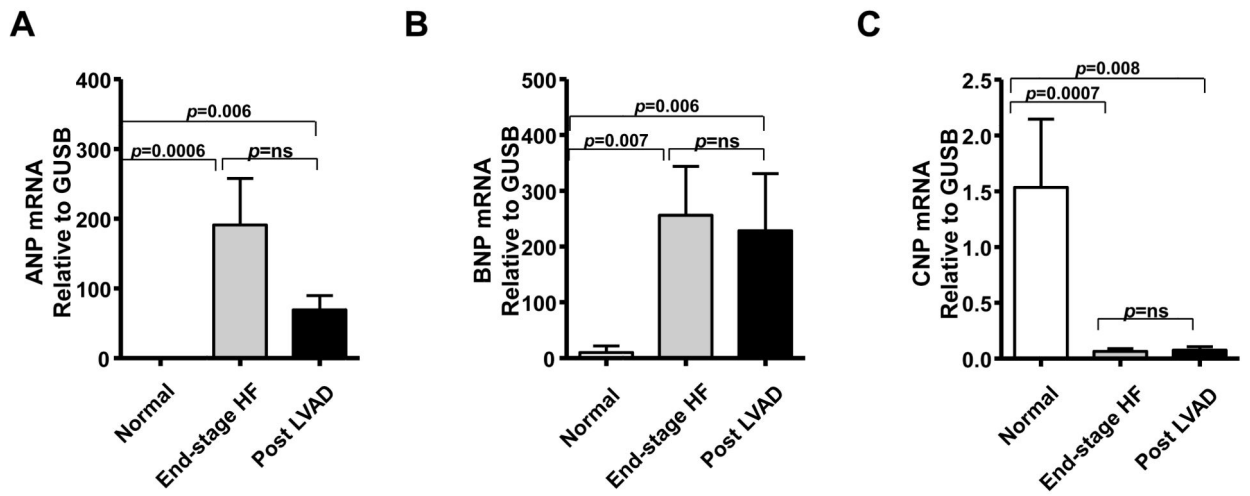 A
ANP mRNA
Relative to GUSB
400
300
200
100
0
p=0.006
p=0.0006
p=ns
Normal
End-stage HF
Post LVAD
B
BNP mRNA
Relative to GUSB
500
400
300
200
100
0
p=0.006
p=0.007
p=ns
Normal
End-stage HF
Post LVAD
C
CNP mRNA
Relative to GUSB
2.5
2.0
1.5
1.0
0.5
0.0
p=0.008
p=0.0007
p=ns
Normal
End-stage HF
Post LVAD